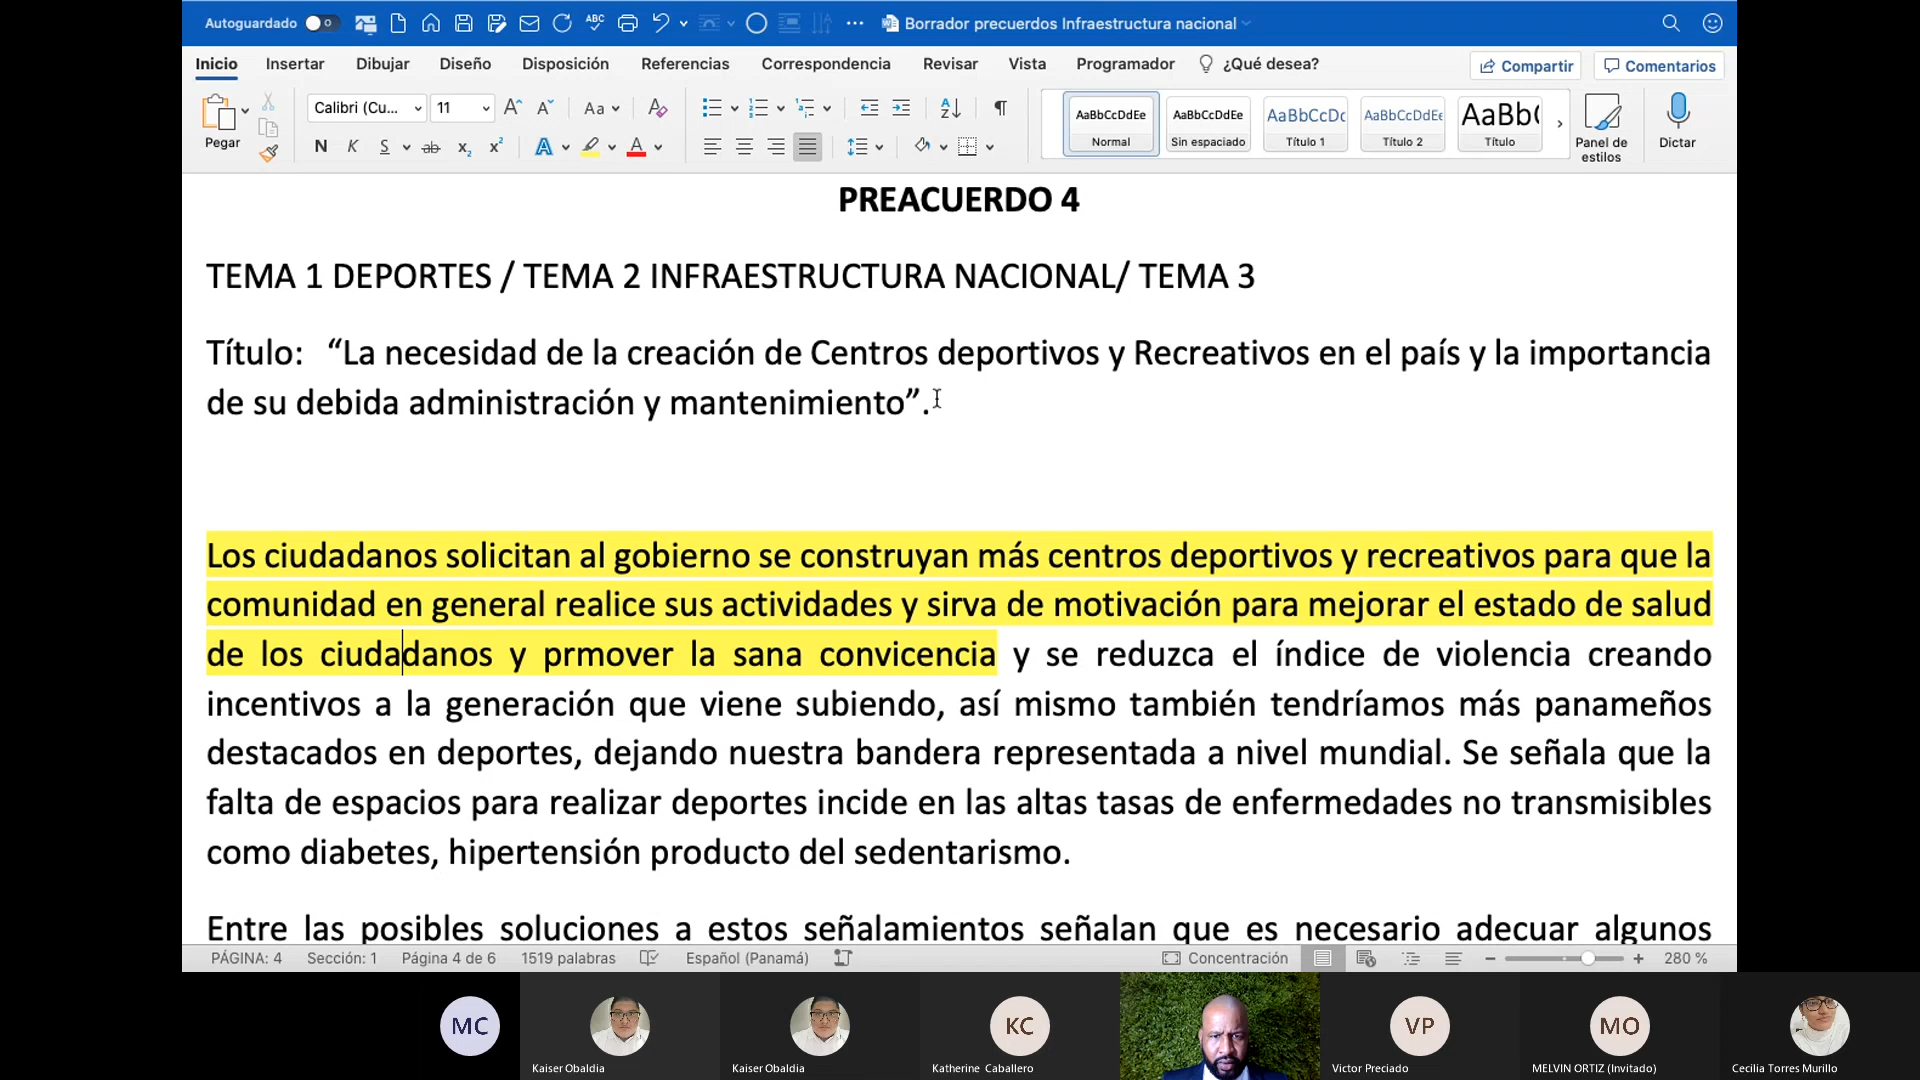 Autoguardado
ABC
Borrador precuerdos Infraestructura nacional
Inicio Insertar Dibujar Diseño Disposición Referencias Correspondencia Revisar Vista Programador ¿Qué desea? Compartir Comentarios
Calibri (Cu... 11 Aa
AaBbCcDdEe AaBbCcDdEe AaBbCcDc AaBbCcDdEe AaBb(
Pegar N K S ab x₂ x² A A Normal Sin espaciado Título 1 Título 2 Título Panel de estilos Dictar
PREACUERDO 4
TEMA 1 DEPORTES / TEMA 2 INFRAESTRUCTURA NACIONAL/ TEMA 3
Título: “La necesidad de la creación de Centros deportivos y Recreativos en el país y la importancia
de su debida administración y mantenimiento”.
Los ciudadanos solicitan al gobierno se construyan más centros deportivos y recreativos para que la
comunidad en general realice sus actividades y sirva de motivación para mejorar el estado de salud
de los ciudadanos y prmover la sana convicencia y se reduzca el índice de violencia creando
incentivos a la generación que viene subiendo, así mismo también tendríamos más panameños
destacados en deportes, dejando nuestra bandera representada a nivel mundial. Se señala que la
falta de espacios para realizar deportes incide en las altas tasas de enfermedades no transmisibles
como diabetes, hipertensión producto del sedentarismo.
Entre las posibles soluciones a estos señalamientos señalan que es necesario adecuar algunos
PÁGINA: 4 Sección: 1 Página 4 de 6 1519 palabras Español (Panamá) Concentración 280 %
MC KC VP MO
Kaiser Obaldia Kaiser Obaldia Katherine Caballero Victor Preciado MELVIN ORTIZ (Invitado) Cecilia Torres Murillo